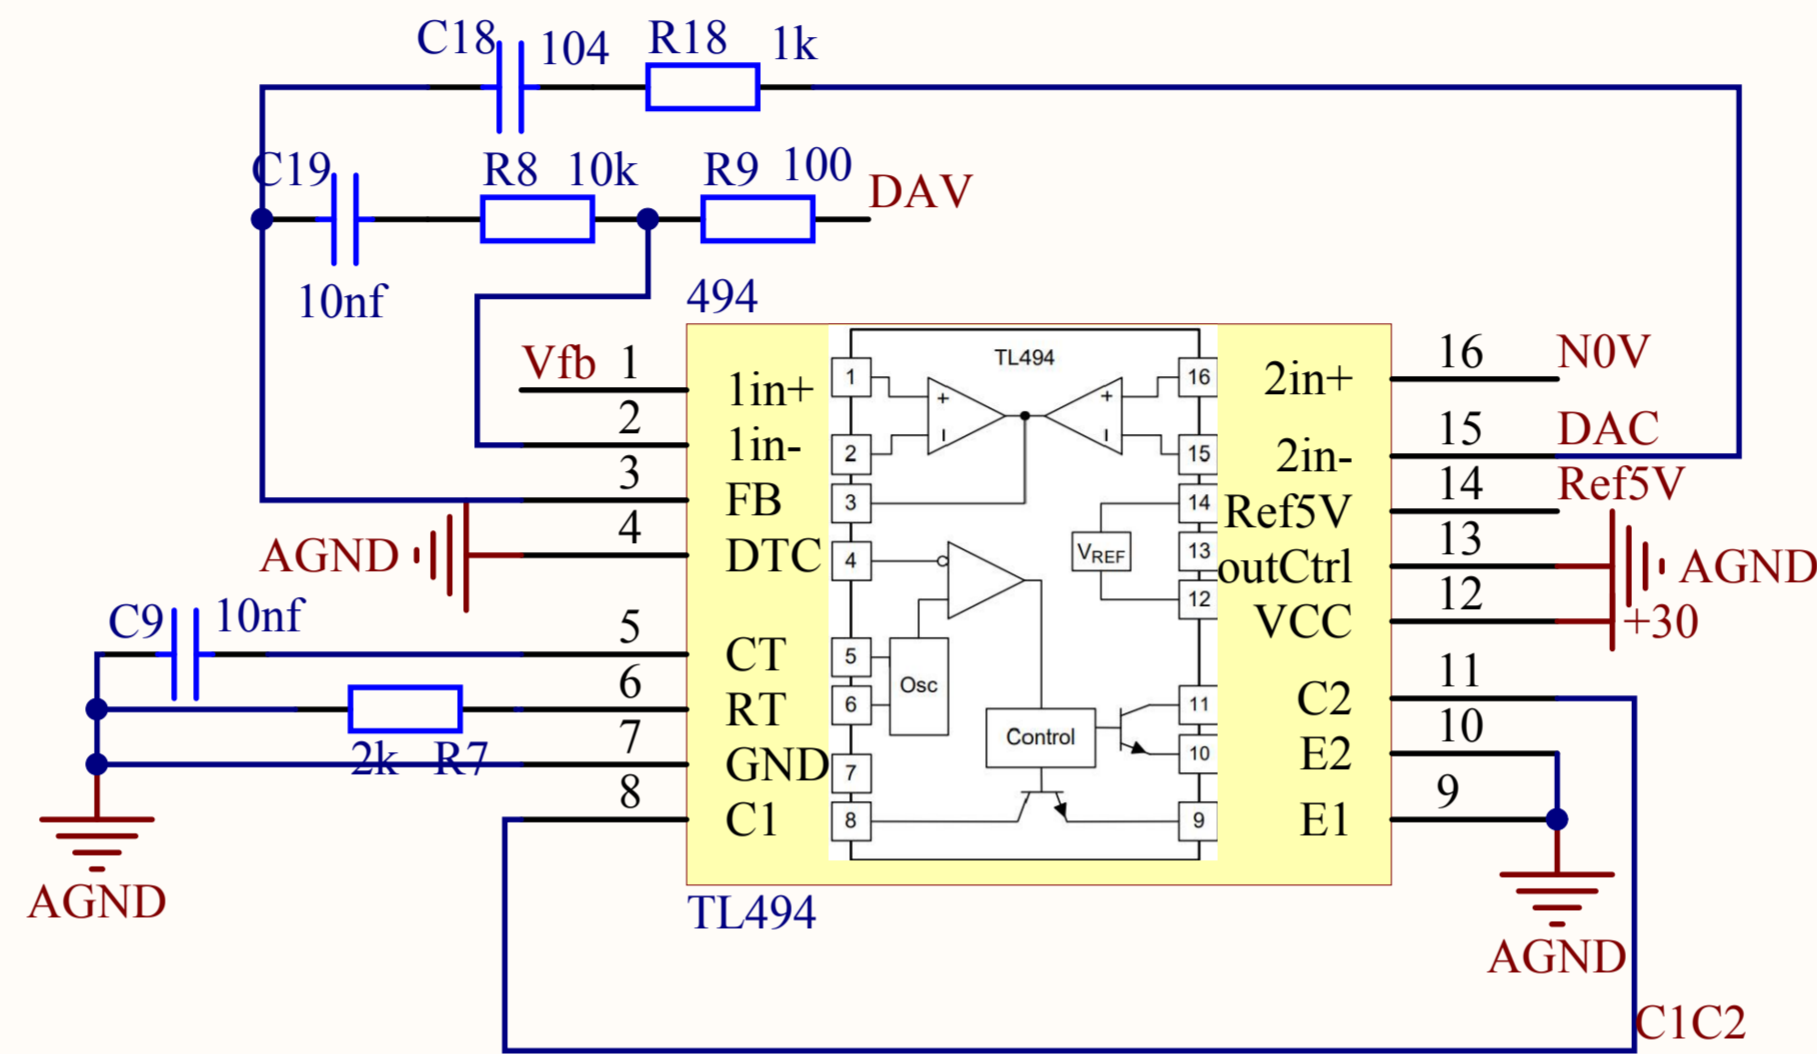 C18 104 R18 1k
C19 R8 10k R9 100 DAV
10nf 494
Vfb 1 1in+ 1 TL494 16 2in+ 16 N0V
2 1in- 2 15 2in- 15 DAC
3 FB 3 14 Ref5V 14 Ref5V
AGND 4 DTC 4 VREF 13 outCtrl 13 AGND
12 VCC 12 +30
C9 10nf 5 CT 5 Osc 11 C2 11
6 RT 6 Control 10 E2 10
2k R7 7 GND 7
8 C1 8 9 E1 9
AGND TL494 AGND
C1C2
+ - + -